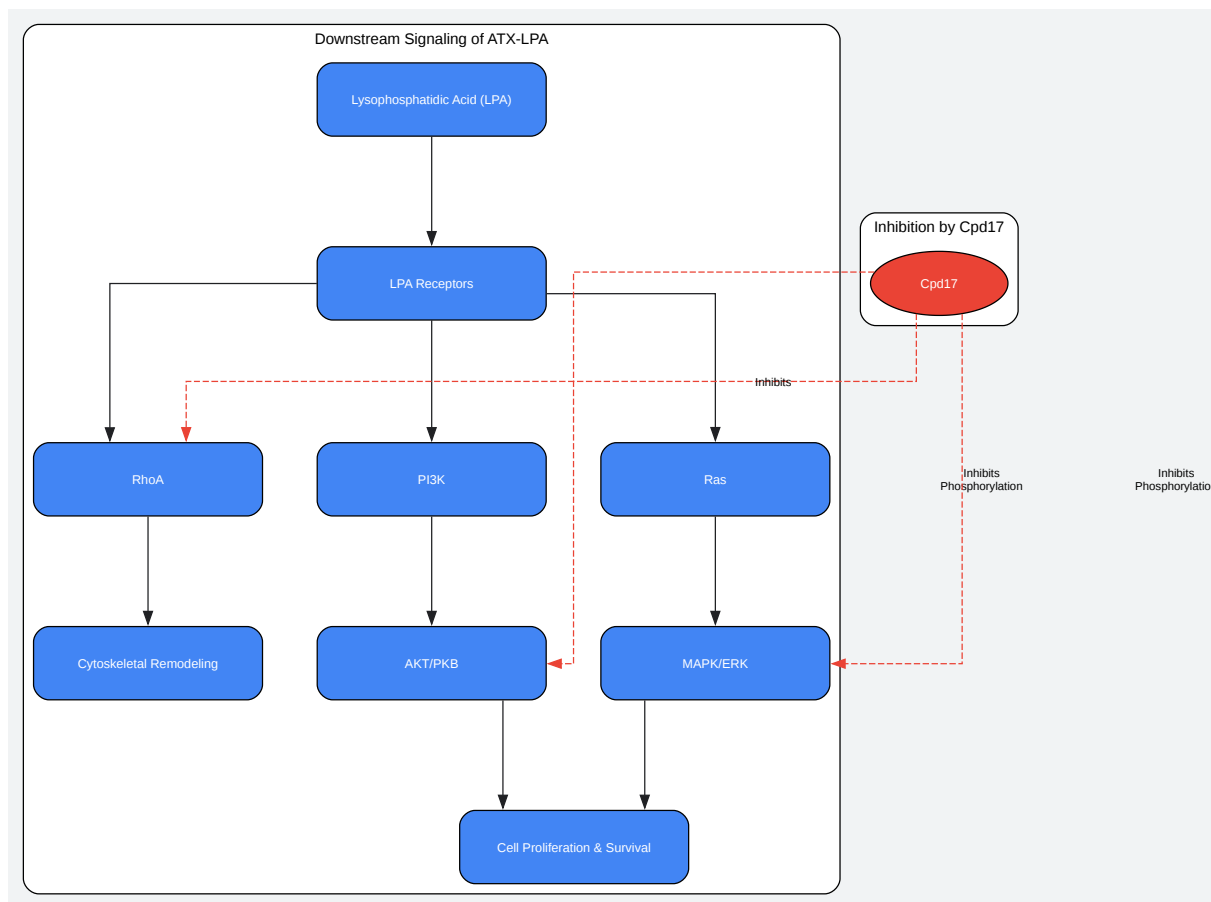 Downstream Signaling of ATX-LPA
Lysophosphatidic Acid (LPA)
Inhibition by Cpd17
LPA Receptors
Cpd17
Inhibits
RhoA
PI3K
Ras
Inhibits
Phosphorylation
Inhibits
Phosphorylatio
Cytoskeletal Remodeling
AKT/PKB
MAPK/ERK
Cell Proliferation & Survival